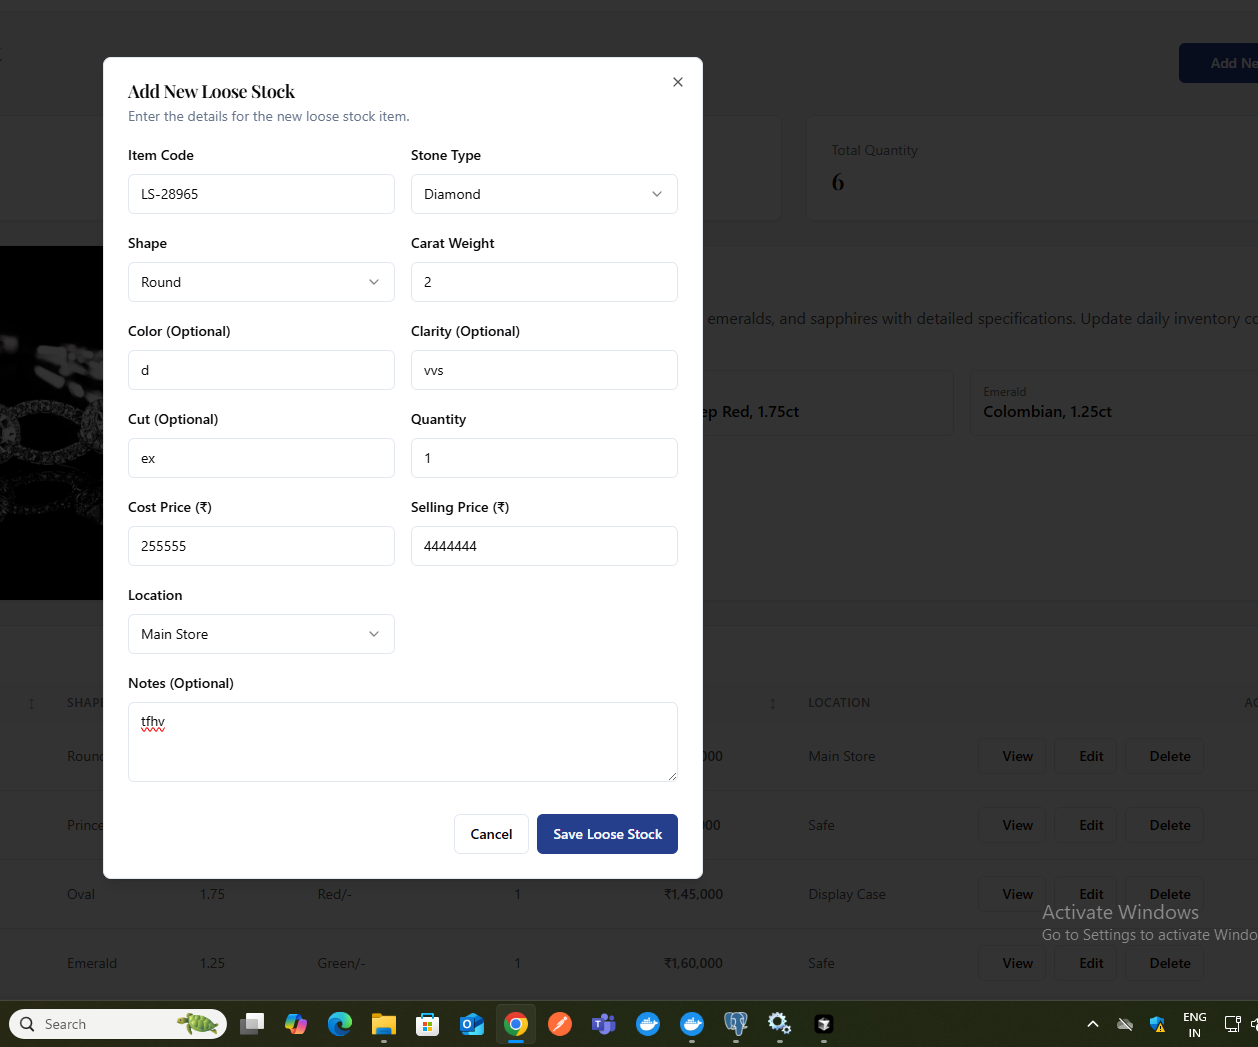 Add Ne
Add New Loose Stock
Enter the details for the new loose stock item.
Item Code
Stone Type
LS-28965
Diamond
Shape
Carat Weight
Round
2
Color (Optional)
Clarity (Optional)
d
vvs
Cut (Optional)
Quantity
ex
1
Cost Price (₹)
Selling Price (₹)
255555
4444444
Location
Main Store
Notes (Optional)
tfhv
Cancel
Save Loose Stock
Total Quantity
6
emeralds, and sapphires with detailed specifications. Update daily inventory co
ep Red, 1.75ct
Emerald
Colombian, 1.25ct
SHAPE LOCATION AC
Round 000 Main Store View Edit Delete
Prince 00 Safe View Edit Delete
Oval 1.75 Red/- 1 ₹1,45,000 Display Case View Edit Delete
Emerald 1.25 Green/- 1 ₹1,60,000 Safe View Edit Delete
Activate Windows
Go to Settings to activate Windo
Search
ENG
IN